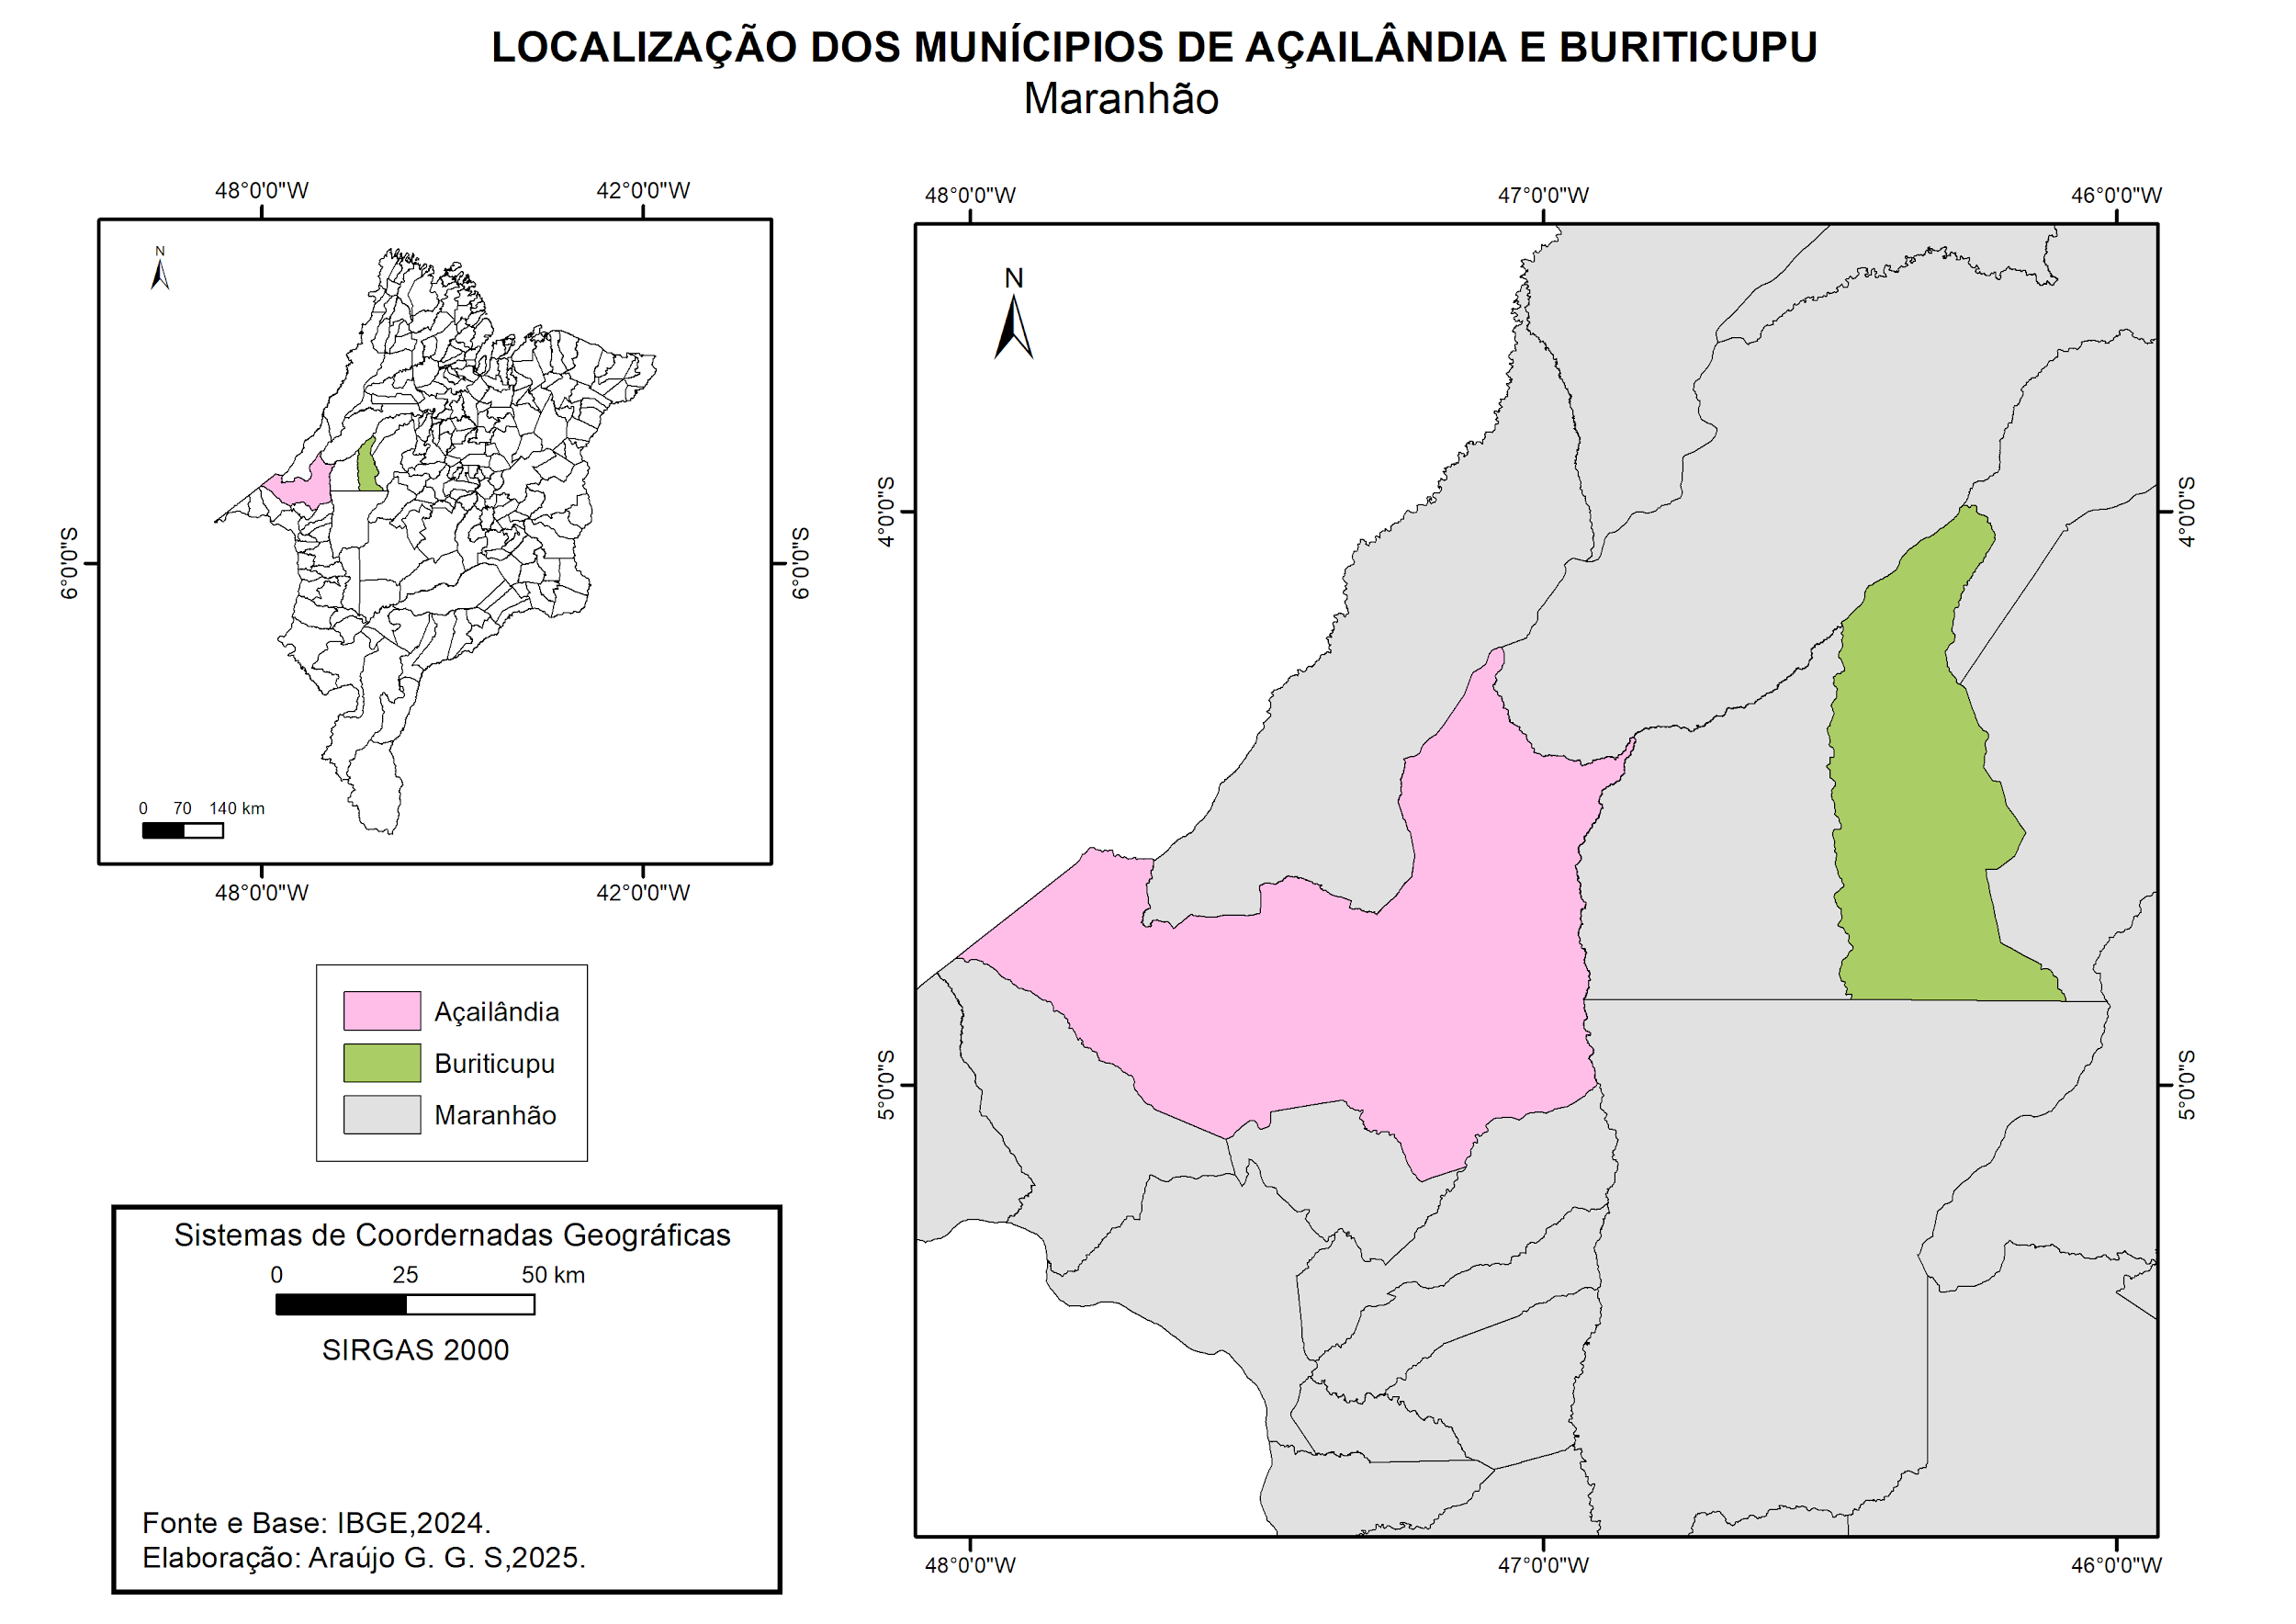 LOCALIZAÇÃO DOS MUNÍCIPIOS DE AÇAILÂNDIA E BURITICUPU
Maranhão
48°0'0"W
42°0'0"W
N
6°0'0"S
6°0'0"S
0 70 140 km
48°0'0"W
42°0'0"W
48°0'0"W
47°0'0"W
46°0'0"W
N
4°0'0"S
4°0'0"S
5°0'0"S
5°0'0"S
48°0'0"W
47°0'0"W
46°0'0"W
Açailândia
Buriticupu
Maranhão
Sistemas de Coordernadas Geográficas
0 25 50 km
SIRGAS 2000
Fonte e Base: IBGE,2024.
Elaboração: Araújo G. G. S,2025.